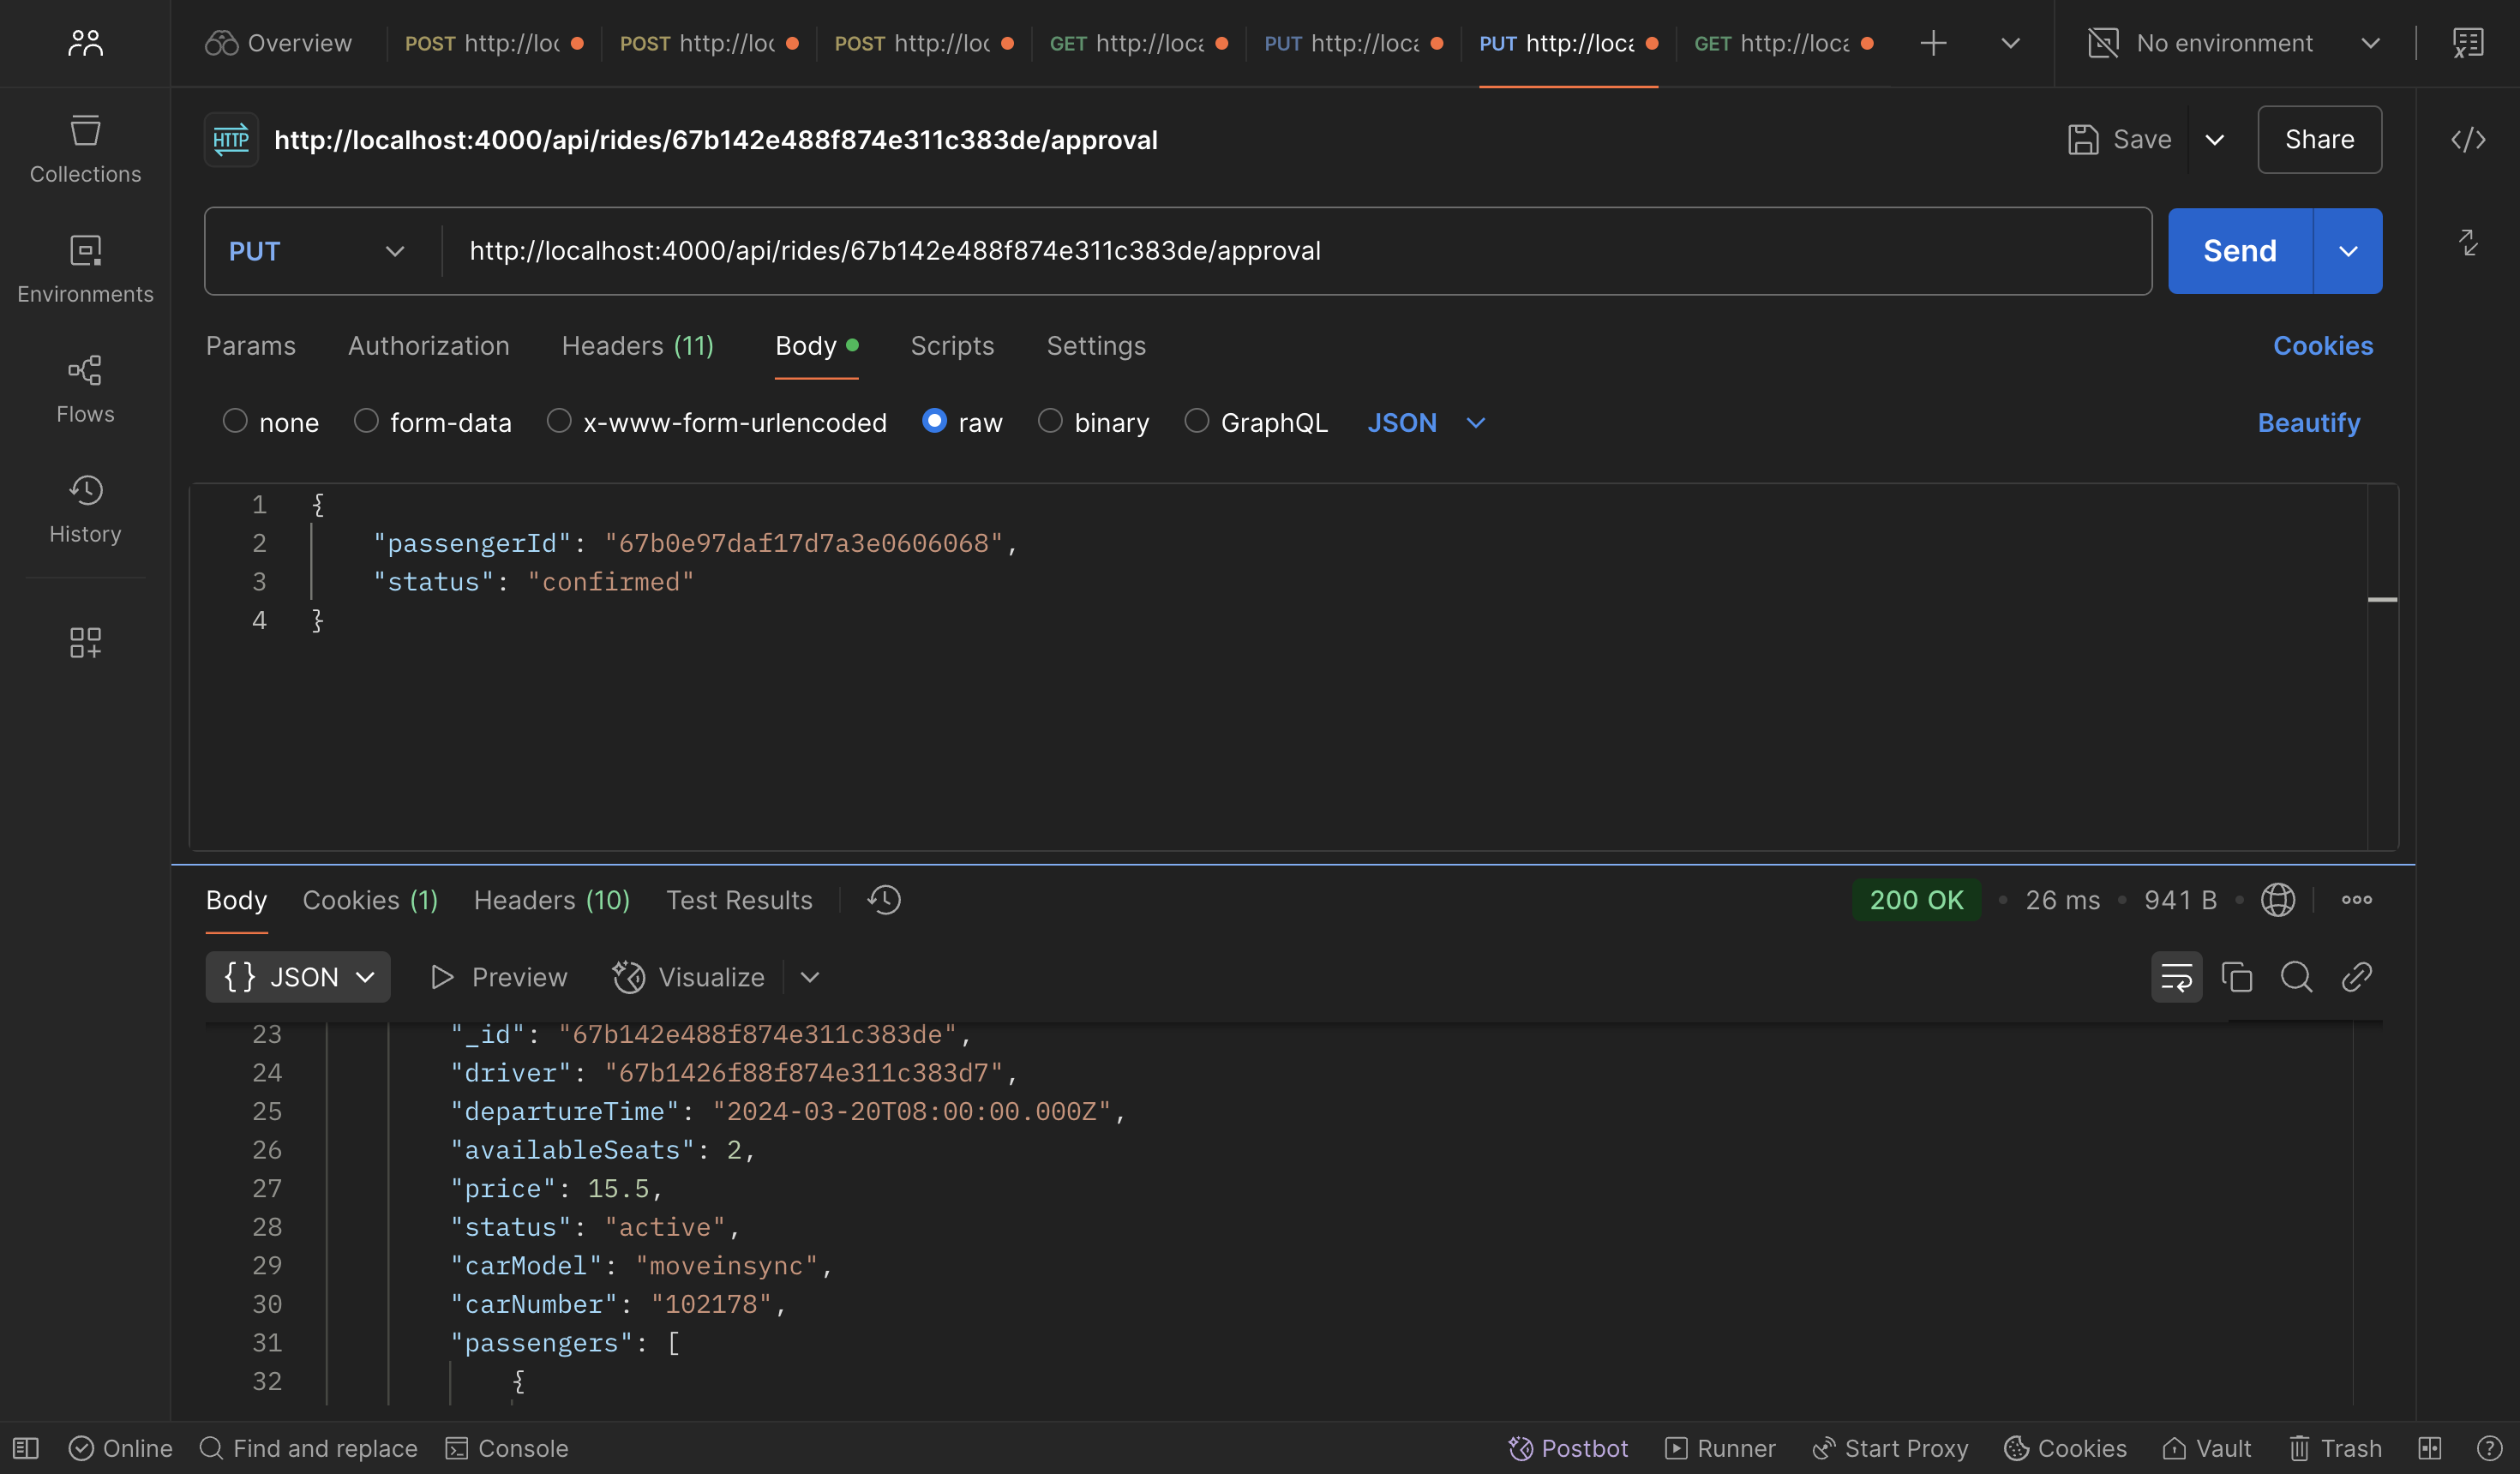 Overview
POST http://loc
POST http://loc
POST http://loc
GET http://loca
PUT http://loca
PUT http://loca
GET http://loca
No environment
Collections
Environments
Flows
History
HTTP
http://localhost:4000/api/rides/67b142e488f874e311c383de/approval
Save
Share
PUT
http://localhost:4000/api/rides/67b142e488f874e311c383de/approval
Send
Params Authorization Headers (11) Body Scripts Settings
Cookies
none form-data x-www-form-urlencoded raw binary GraphQL JSON
Beautify
1 {
2 "passengerId": "67b0e97daf17d7a3e0606068",
3 "status": "confirmed"
4 }
Body Cookies (1) Headers (10) Test Results
200 OK • 26 ms • 941 B
{} JSON Preview Visualize
23 "_id": "67b142e488f874e311c383de",
24 "driver": "67b1426f88f874e311c383d7",
25 "departureTime": "2024-03-20T08:00:00.000Z",
26 "availableSeats": 2,
27 "price": 15.5,
28 "status": "active",
29 "carModel": "moveinsync",
30 "carNumber": "102178",
31 "passengers": [
32 {
Online Find and replace Console
Postbot Runner Start Proxy Cookies Vault Trash